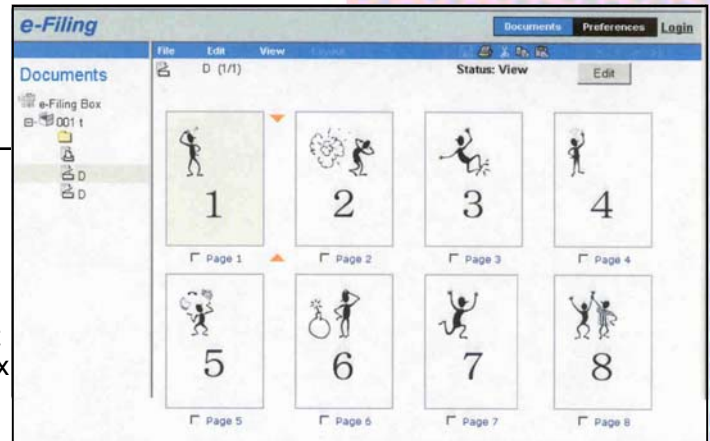 e-Filing
Documents Preferences Login
File Edit View Layout
Documents
D (1/1)
Status: View
Edit
e-Filing Box
001 t
D
D
1
2
3
4
Page 1
Page 2
Page 3
Page 4
5
6
7
8
Page 5
Page 6
Page 7
Page 8
x